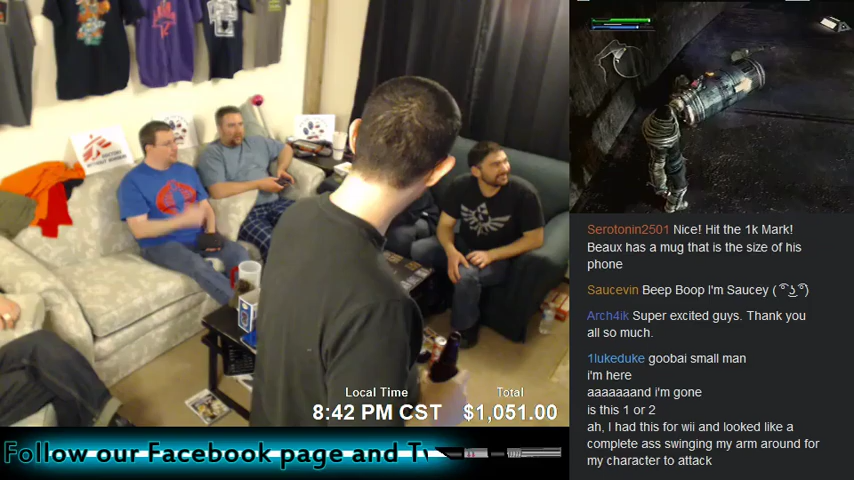 MEDECINS
WITHOUT BORDERS
Local Time
Total
8:42 PM CST
$1,051.00
Follow our Facebook page and T
Serotonin2501 Nice! Hit the 1k Mark!
Beaux has a mug that is the size of his
phone
Saucevin Beep Boop I'm Saucey ( ͡° ͜ʖ ͡°)
Arch4ik Super excited guys. Thank you
all so much.
1lukeduke goobai small man
i'm here
aaaaaaand i'm gone
is this 1 or 2
ah, I had this for wii and looked like a
complete ass swinging my arm around for
my character to attack